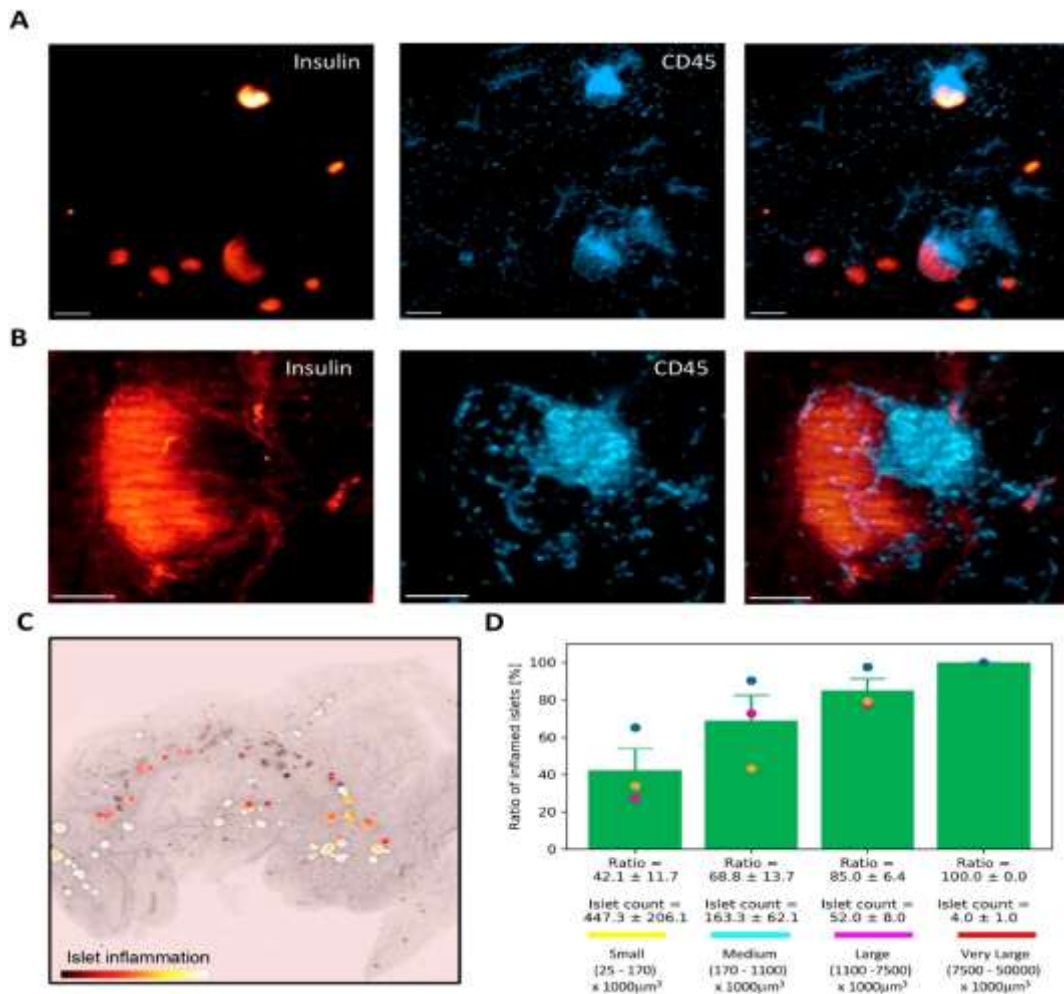 A
Insulin
CD45
B
Insulin
CD45
C
Islet inflammation
D
Ratio of inflamed islets [%]
100
80
60
40
20
0
Ratio = Ratio = Ratio = Ratio =
42.1 ± 11.7 68.8 ± 13.7 85.0 ± 6.4 100.0 ± 0.0
Islet count = Islet count = Islet count = Islet count =
447.3 ± 206.1 163.3 ± 62.1 52.0 ± 8.0 4.0 ± 1.0
Small Medium Large Very Large
(25 - 170) (170 - 1100) (1100 -7500) (7500 - 50000)
x 1000µm³ x 1000µm³ x 1000µm³ x 1000µm³